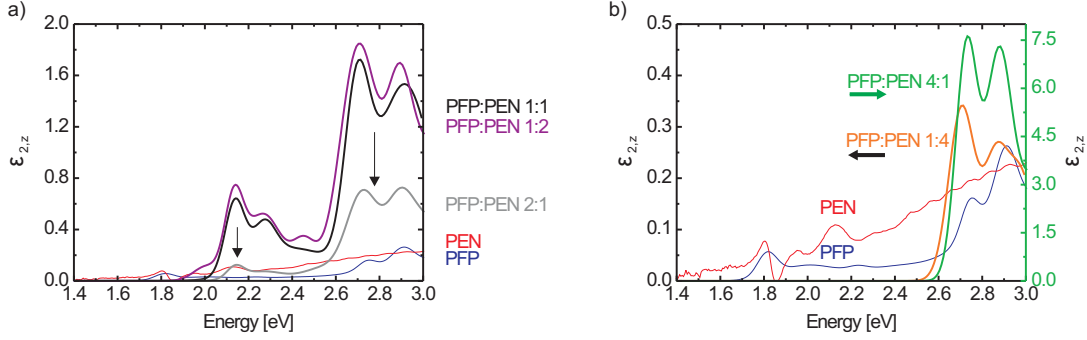 a)
1.8
1.2
0.6
0.0
ε2,z
1.4 1.6 1.8 2.0 2.2 2.4 2.6 2.8 3.0
Energy [eV]
PFP:PEN 1:1
PFP:PEN 1:2
PFP:PEN 2:1
PEN
PFP
b)
0.5
0.4
0.3
0.2
0.1
0.0
ε2,z
PFP:PEN 4:1
PFP:PEN 1:4
PEN
PFP
1.4 1.6 1.8 2.0 2.2 2.4 2.6 2.8 3.0
Energy [eV]
7.5
6.0
4.5
3.0
1.5
0.0
ε2,z